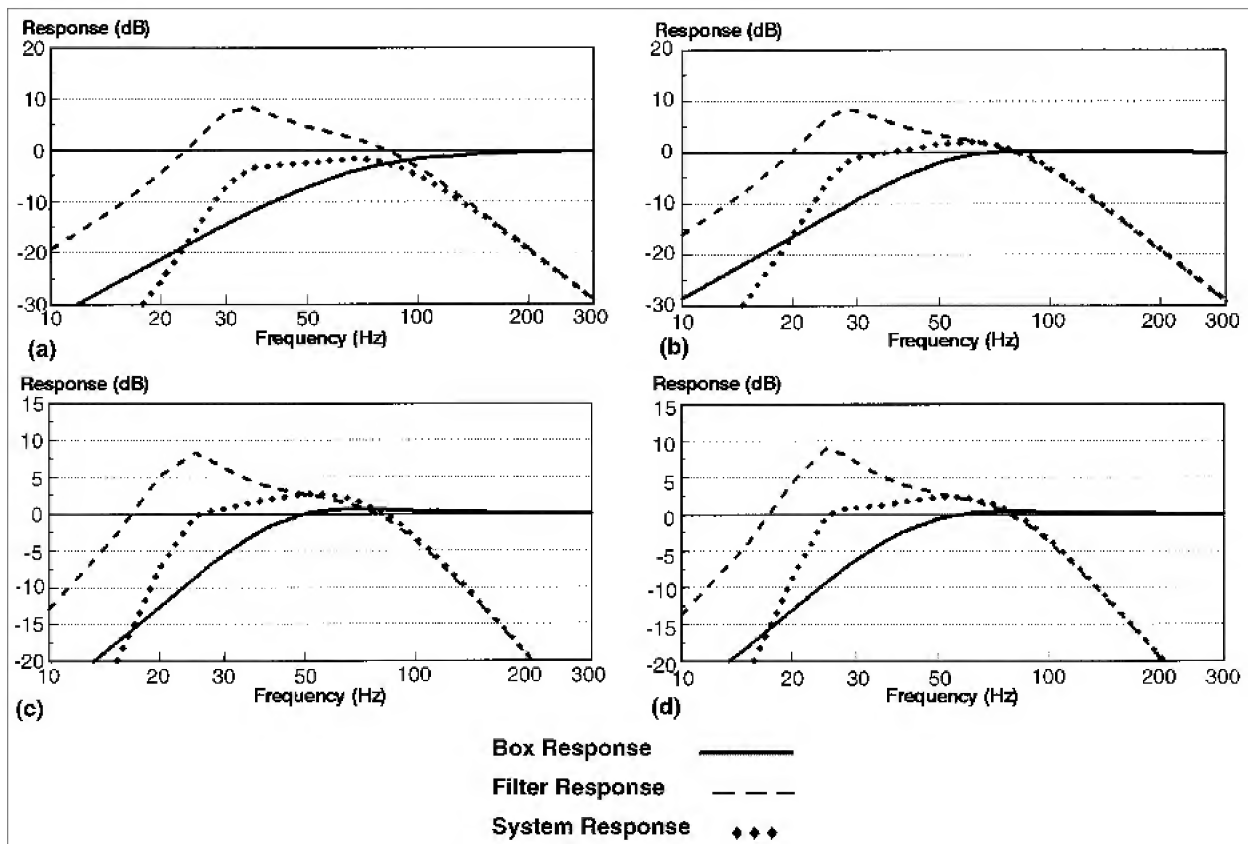 Response (dB)
20
10
0
-10
-20
-30
10 20 30 50 100 200 300
Frequency (Hz)
(a)
Response (dB)
20
10
0
-10
-20
-30
10 20 30 50 100 200 300
Frequency (Hz)
(b)
Response (dB)
15
10
5
0
-5
-10
-15
-20
10 20 30 50 100 200 300
Frequency (Hz)
(c)
Response (dB)
15
10
5
0
-5
-10
-15
-20
10 20 30 50 100 200 300
Frequency (Hz)
(d)
Box Response
Filter Response
System Response